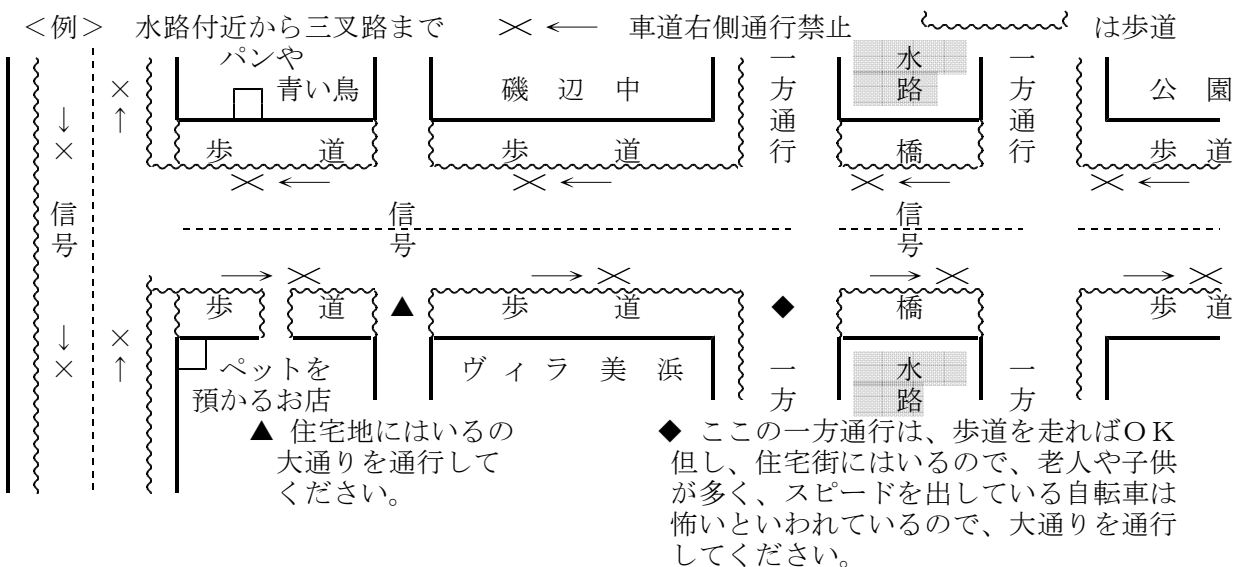 ＜例＞　水路付近から三叉路まで　　×←　車道右側通行禁止　　は歩道
パンや
青い鳥
磯　辺　中
一方通行
水路
一方通行
公　園
↓×
×↑
歩　道
歩　道
橋
歩　道
×←
×←
×←
×←
信号
信号
信号
→×
→×
→×
→×
歩　道
▲
歩　道
◆
橋
歩　道
↓×
×↑
ペットを
預かるお店
ヴィラ美浜
一方
水路
一方
▲ 住宅地にはいるの
大通りを通行して
ください。
◆ ここの一方通行は、歩道を走ればＯＫ
但し、住宅街にはいるので、老人や子供
が多く、スピードを出している自転車は
怖いといわれているので、大通りを通行
してください。